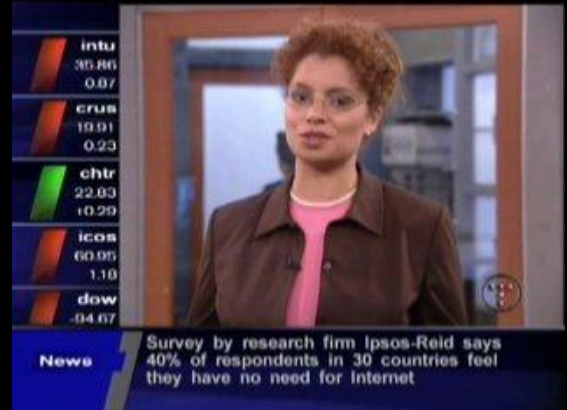 intu
35.86
0.87
crus
19.91
0.23
chtr
22.83
+0.29
icos
60.95
1.18
dow
-94.67
News
Survey by research firm Ipsos-Reid says
40% of respondents in 30 countries feel
they have no need for Internet